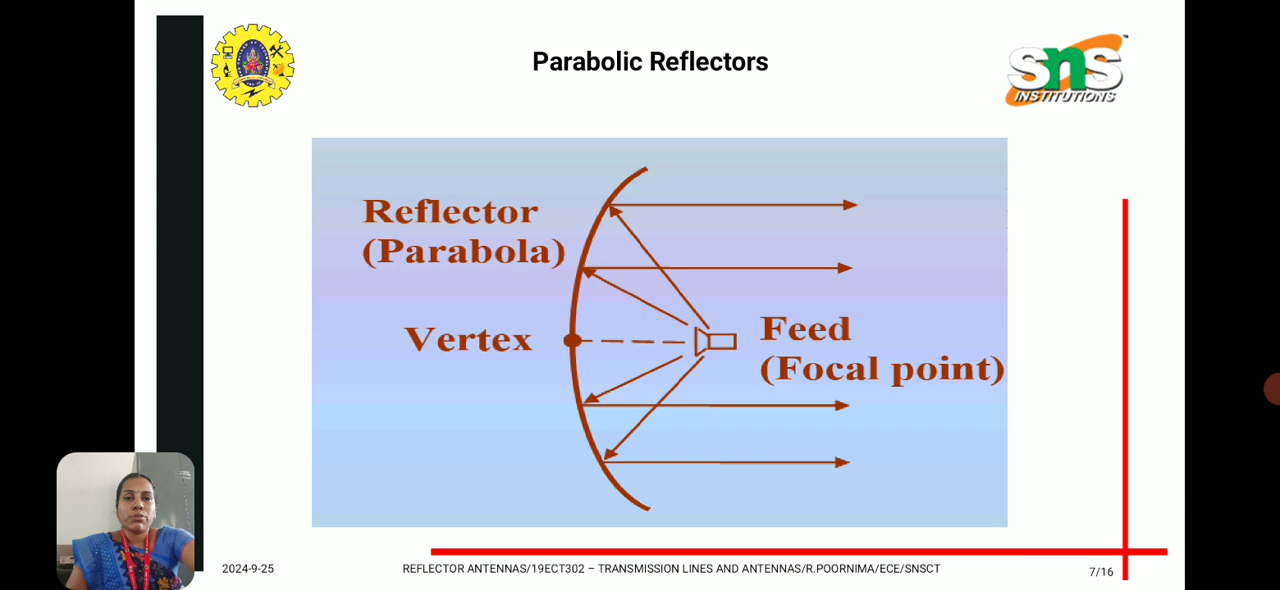 Parabolic Reflectors
sns
INSTITUTIONS
Reflector
(Parabola)
Vertex
Feed
(Focal point)
2024-9-25
REFLECTOR ANTENNAS/19ECT302 – TRANSMISSION LINES AND ANTENNAS/R.POORNIMA/ECE/SNSCT
7/16